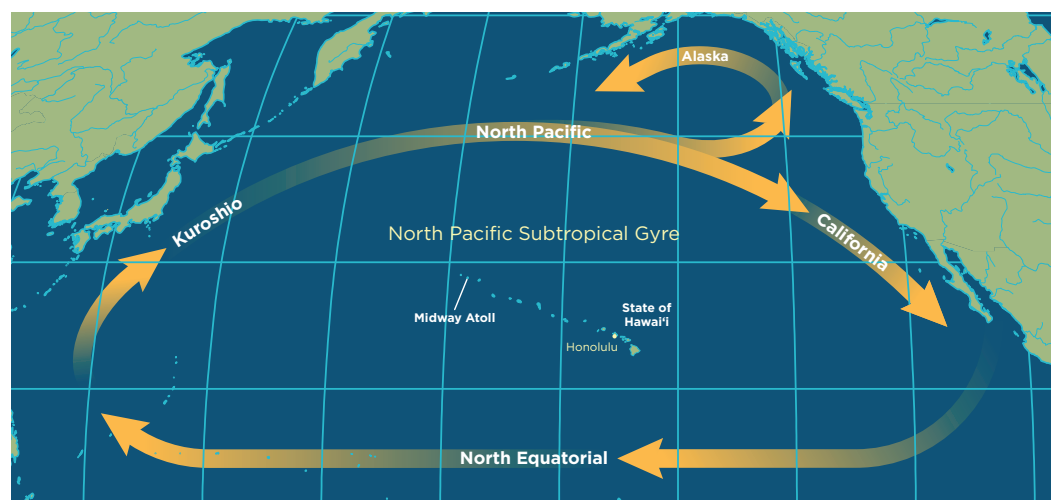 Alaska
North Pacific
Kuroshio
California
North Pacific Subtropical Gyre
Midway Atoll
State of
Hawai‘i
Honolulu
North Equatorial